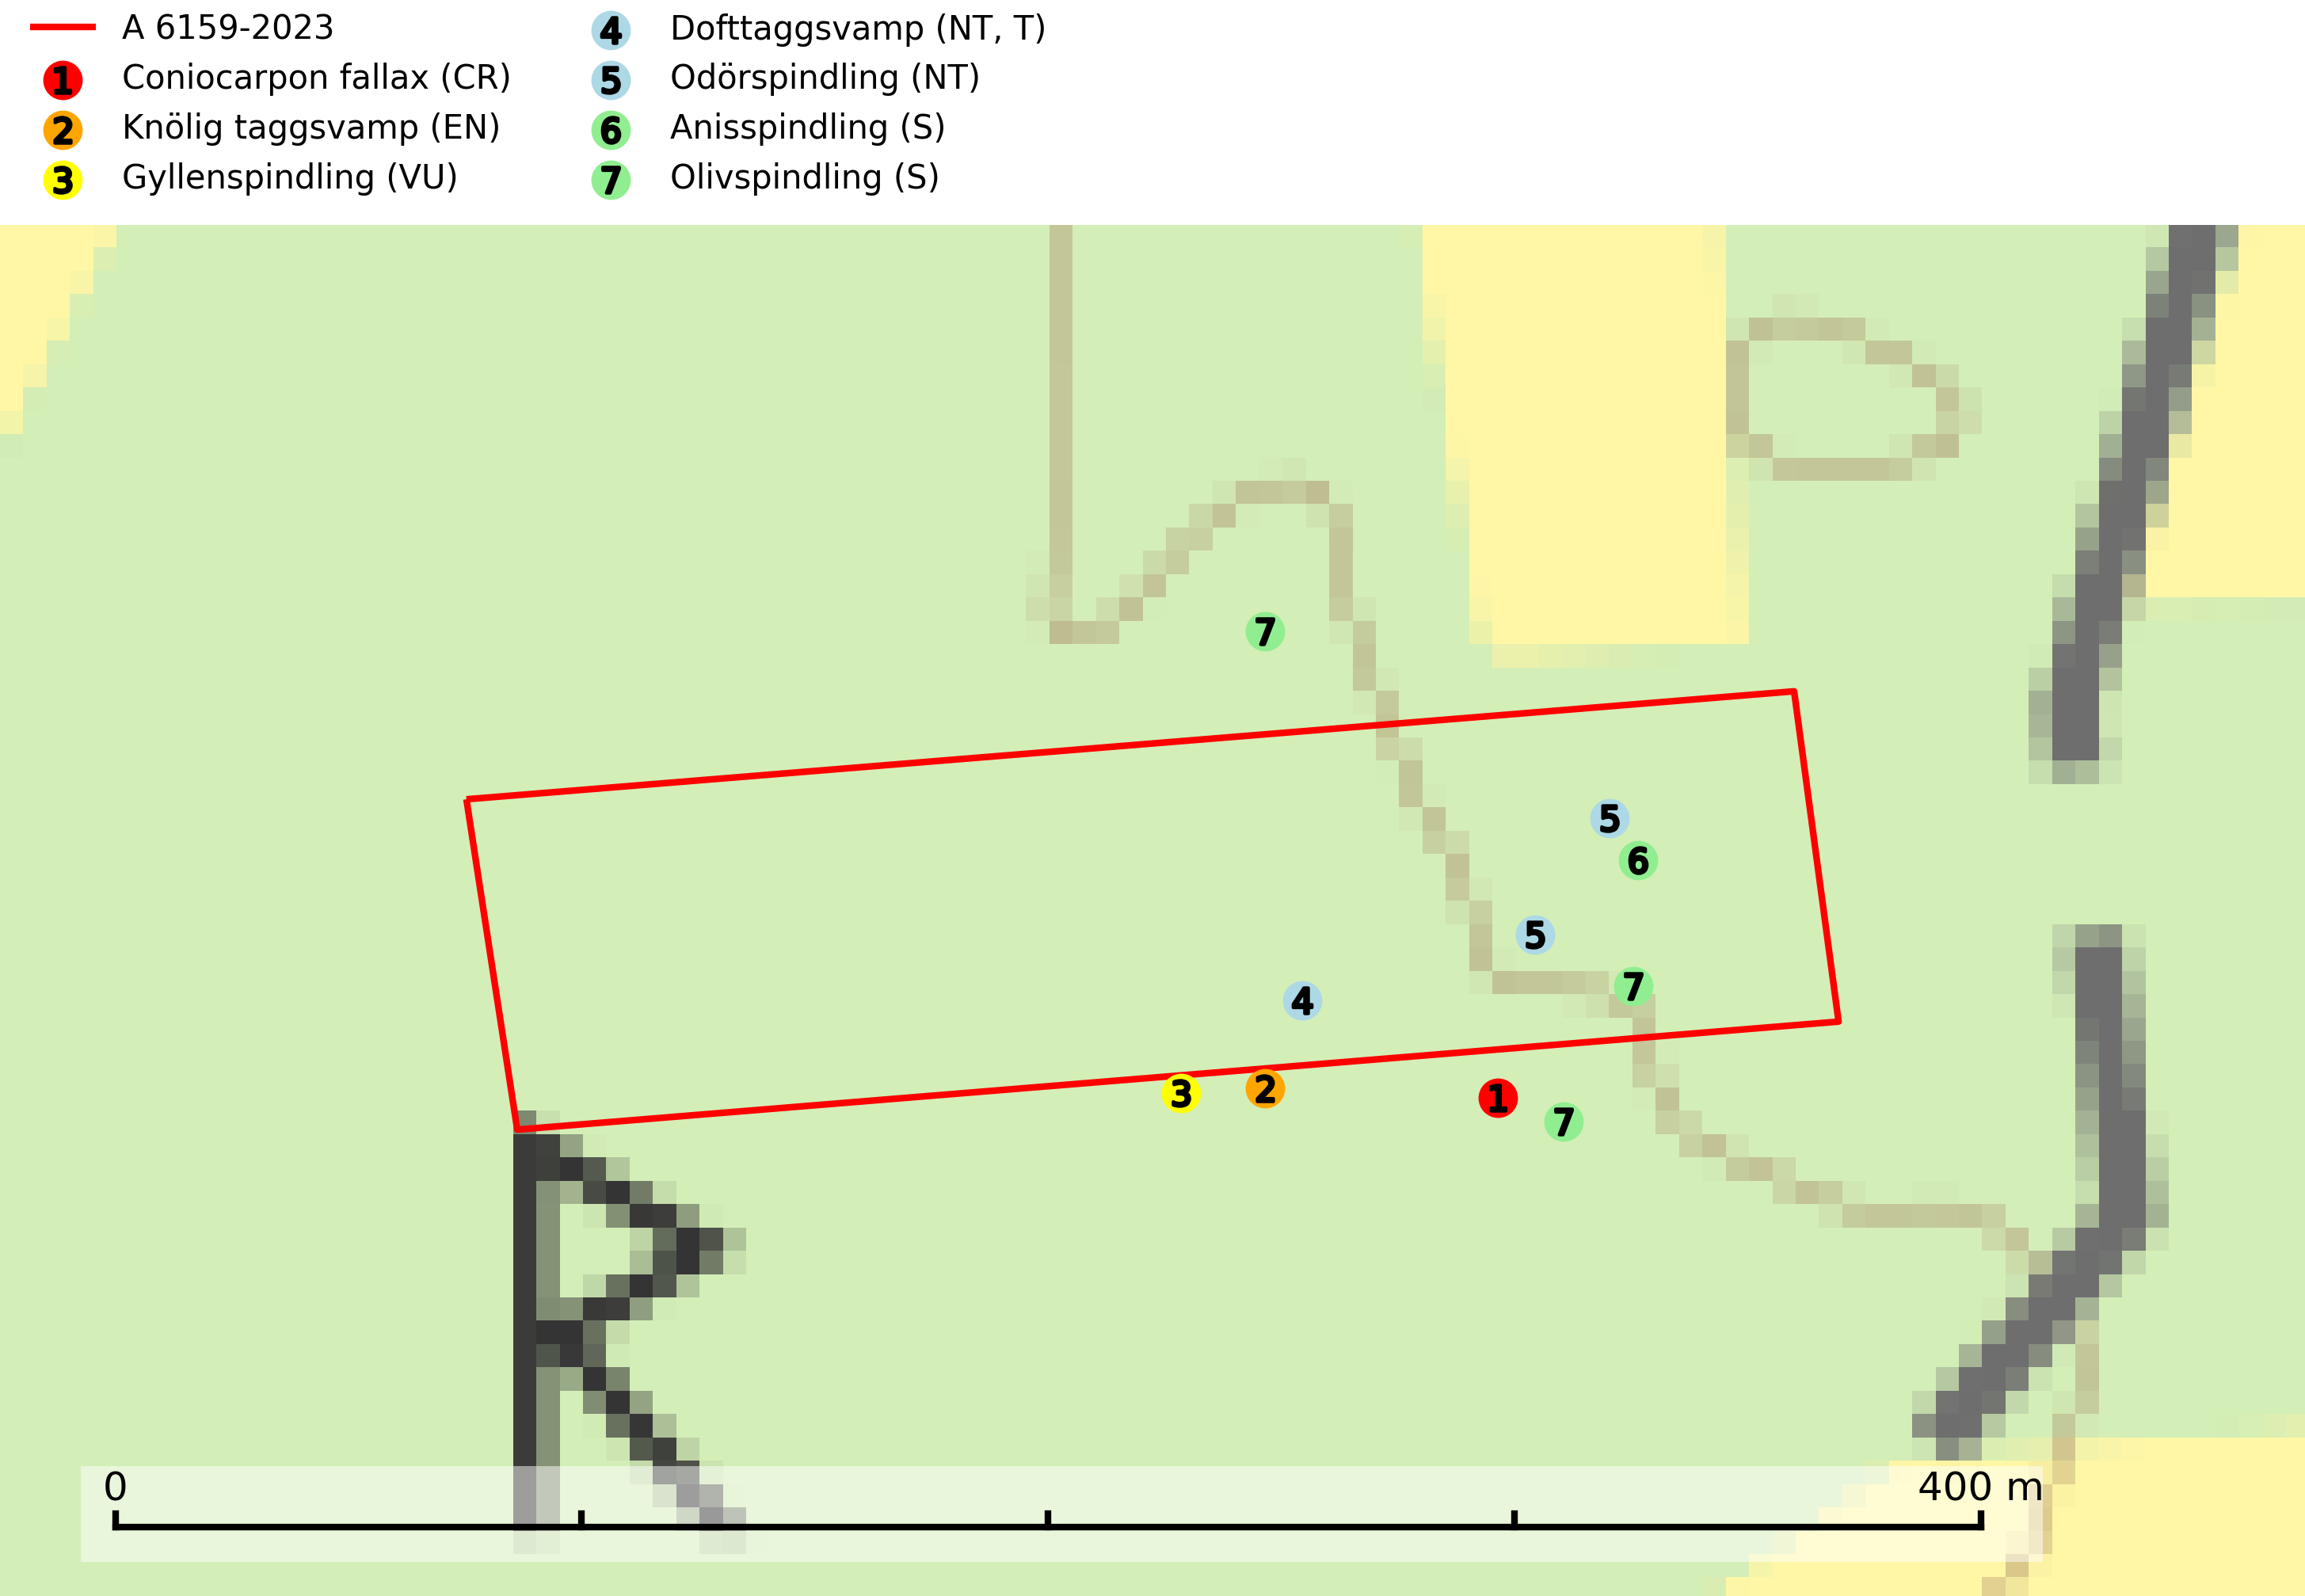 A 6159-2023
1 Coniocarpon fallax (CR)
2 Knölig taggsvamp (EN)
3 Gyllenspindling (VU)
4 Dofttaggsvamp (NT, T)
5 Odörspindling (NT)
6 Anisspindling (S)
7 Olivspindling (S)
7
5
6
5
7
4
3
2
1
7
0
400 m